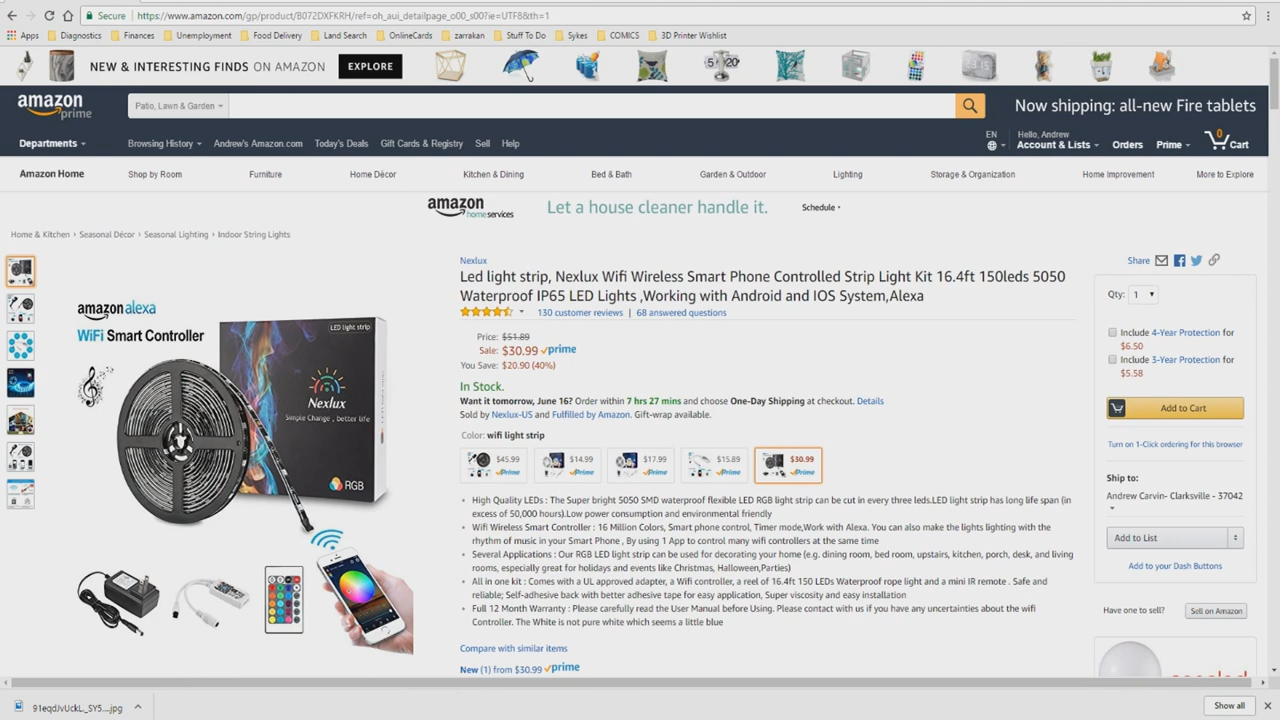 Secure
https://www.amazon.com/gp/product/B072DXFKRH/ref=oh_aui_detailpage_o00_s00?ie=UTF8&th=1
Apps Diagnostics Finances Unemployment Food Delivery Land Search OnlineCards zarrakan Stuff To Do Sykes COMICS 3D Printer Wishlist
NEW & INTERESTING FINDS ON AMAZON EXPLORE
amazon prime
Patio, Lawn & Garden
Now shipping: all-new Fire tablets
Departments Browsing History Andrew's Amazon.com Today's Deals Gift Cards & Registry Sell Help
EN Hello, Andrew
Account & Lists Orders Prime 0 Cart
Amazon Home Shop by Room Furniture Home Décor Kitchen & Dining Bed & Bath Garden & Outdoor Lighting Storage & Organization Home Improvement More to Explore
amazon home services Let a house cleaner handle it. Schedule ›
Home & Kitchen › Seasonal Décor › Seasonal Lighting › Indoor String Lights
amazon alexa
WiFi Smart Controller
LED light strip
Nexlux
Simple Change , better life
RGB
Nexlux
Led light strip, Nexlux Wifi Wireless Smart Phone Controlled Strip Light Kit 16.4ft 150leds 5050
Waterproof IP65 LED Lights ,Working with Android and IOS System,Alexa
130 customer reviews | 68 answered questions
Price: $51.89
Sale: $30.99 prime
You Save: $20.90 (40%)
In Stock.
Want it tomorrow, June 16? Order within 7 hrs 27 mins and choose One-Day Shipping at checkout. Details
Sold by Nexlux-US and Fulfilled by Amazon. Gift-wrap available.
Color: wifi light strip
$45.99 Prime $14.99 Prime $17.99 Prime $15.89 Prime $30.99 Prime
• High Quality LEDs : The Super bright 5050 SMD waterproof flexible LED RGB light strip can be cut in every three leds.LED light strip has long life span (in
excess of 50,000 hours).Low power consumption and environmental friendly
• Wifi Wireless Smart Controller : 16 Million Colors, Smart phone control, Timer mode,Work with Alexa. You can also make the lights lighting with the
rhythm of music in your Smart Phone , By using 1 App to control many wifi controllers at the same time
• Several Applications : Our RGB LED light strip can be used for decorating your home (e.g. dining room, bed room, upstairs, kitchen, porch, desk, and living
rooms, especially great for holidays and events like Christmas, Halloween,Parties)
• All in one kit : Comes with a UL approved adapter, a Wifi controller, a reel of 16.4ft 150 LEDs Waterproof rope light and a mini IR remote . Safe and
reliable; Self-adhesive back with better adhesive tape for easy application, Super viscosity and easy installation
• Full 12 Month Warranty : Please carefully read the User Manual before Using. Please contact with us if you have any uncertainties about the wifi
Controller. The White is not pure white which seems a little blue
Compare with similar items
New (1) from $30.99 prime
Share
Qty: 1
Include 4-Year Protection for
$6.50
Include 3-Year Protection for
$5.58
Add to Cart
Turn on 1-Click ordering for this browser
Ship to:
Andrew Carvin- Clarksville - 37042
Add to List
Add to your Dash Buttons
Have one to sell? Sell on Amazon
91eqdJvUckL._SY5....jpg
Show all